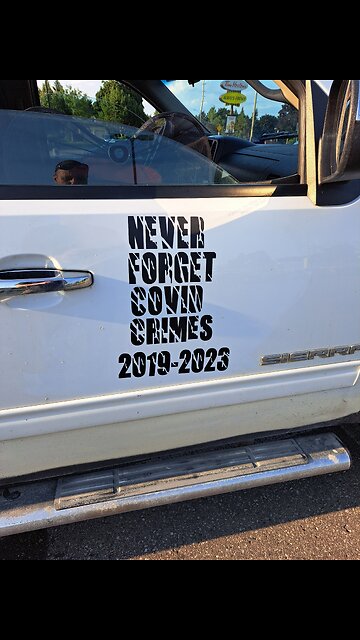 NEVER
FORGET
COVID
CRIMES
2019-2023
SIERRA